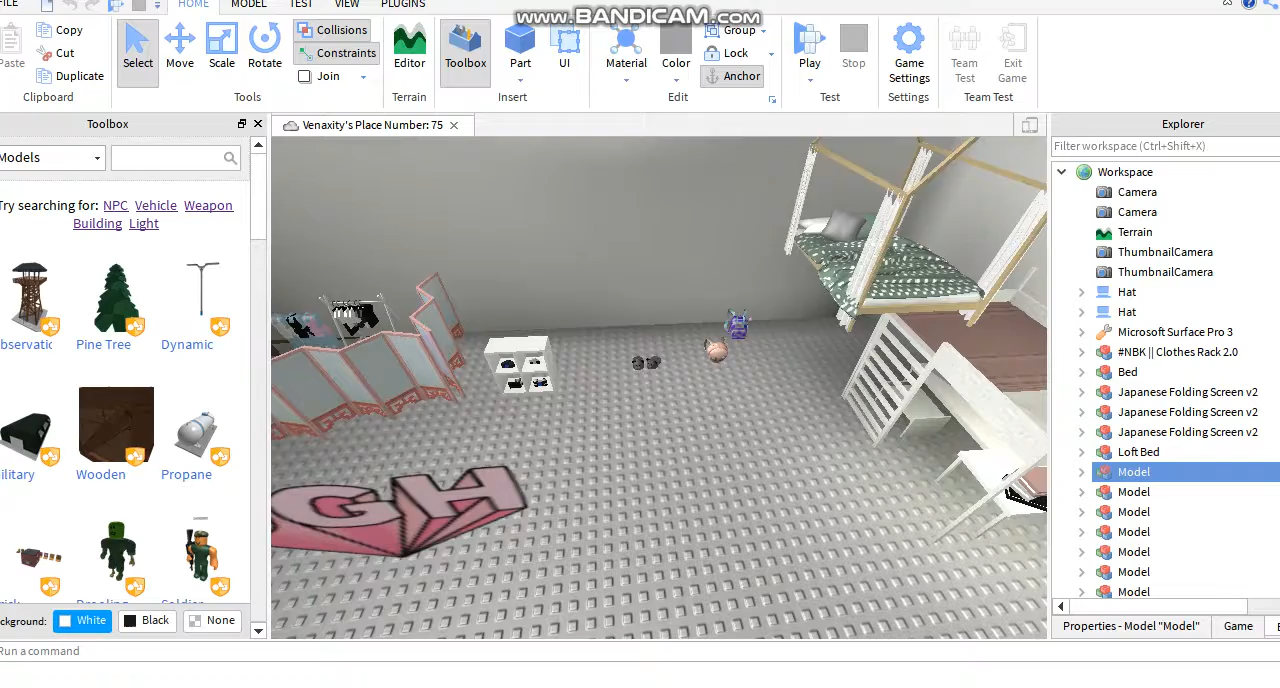 FILE HOME MODEL TEST VIEW PLUGINS
www.BANDICAM.com
Paste
Copy
Cut
Duplicate
Clipboard
Select
Move
Scale
Rotate
Collisions
Constraints
Join
Tools
Editor
Terrain
Toolbox
Part
UI
Insert
Material
Color
Group
Lock
Anchor
Edit
Play
Stop
Test
Game
Settings
Settings
Team
Test
Exit
Game
Team Test
Toolbox
Models
Try searching for: NPC Vehicle Weapon
Building Light
Pine Tree
Dynamic
Wooden
Propane
Background: White Black None
Venaxity's Place Number: 75
GH
Explorer
Filter workspace (Ctrl+Shift+X)
Workspace
Camera
Camera
Terrain
ThumbnailCamera
ThumbnailCamera
Hat
Hat
Microsoft Surface Pro 3
#NBK || Clothes Rack 2.0
Bed
Japanese Folding Screen v2
Japanese Folding Screen v2
Japanese Folding Screen v2
Loft Bed
Model
Model
Model
Model
Model
Model
Model
Properties - Model "Model"
Game
Run a command